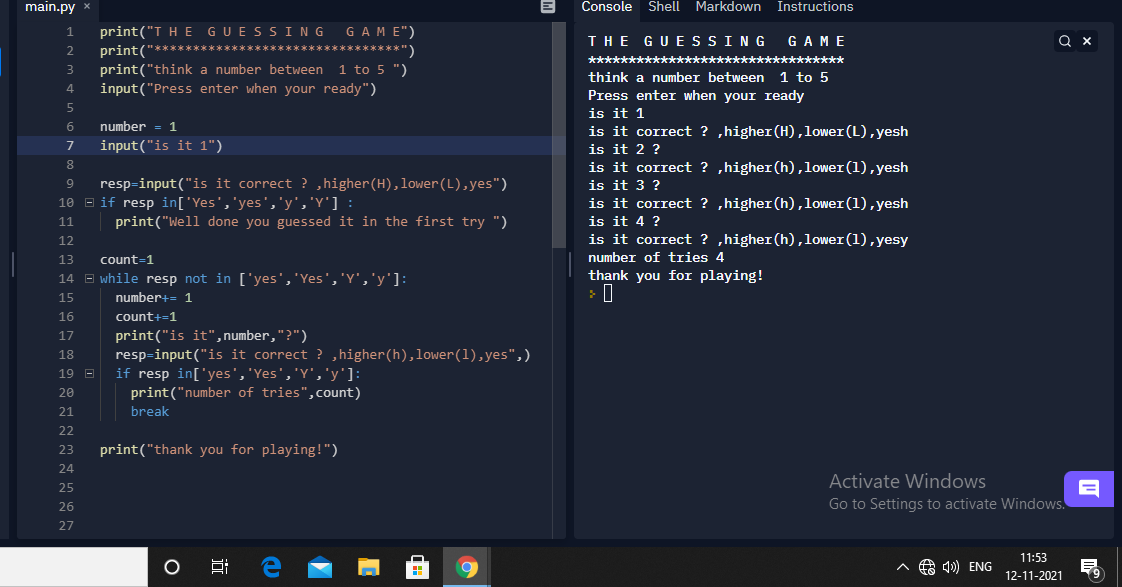 main.py ×
1 print("T H E  G U E S S I N G   G A M E")
2 print("********************************")
3 print("think a number between  1 to 5 ")
4 input("Press enter when your ready")
5
6 number = 1
7 input("is it 1")
8
9 resp=input("is it correct ? ,higher(H),lower(L),yes")
10 if resp in['Yes','yes','y','Y'] :
11   print("Well done you guessed it in the first try ")
12
13 count=1
14 while resp not in ['yes','Yes','Y','y']:
15   number+= 1
16   count+=1
17   print("is it",number,"?")
18   resp=input("is it correct ? ,higher(h),lower(l),yes",)
19   if resp in['yes','Yes','Y','y']:
20     print("number of tries",count)
21     break
22
23 print("thank you for playing!")
24
25
26
27
Console Shell Markdown Instructions
T H E  G U E S S I N G   G A M E
********************************
think a number between  1 to 5
Press enter when your ready
is it 1
is it correct ? ,higher(H),lower(L),yesh
is it 2 ?
is it correct ? ,higher(h),lower(l),yesh
is it 3 ?
is it correct ? ,higher(h),lower(l),yesh
is it 4 ?
is it correct ? ,higher(h),lower(l),yesy
number of tries 4
thank you for playing!
Activate Windows
Go to Settings to activate Windows.
ENG
11:53
12-11-2021
9